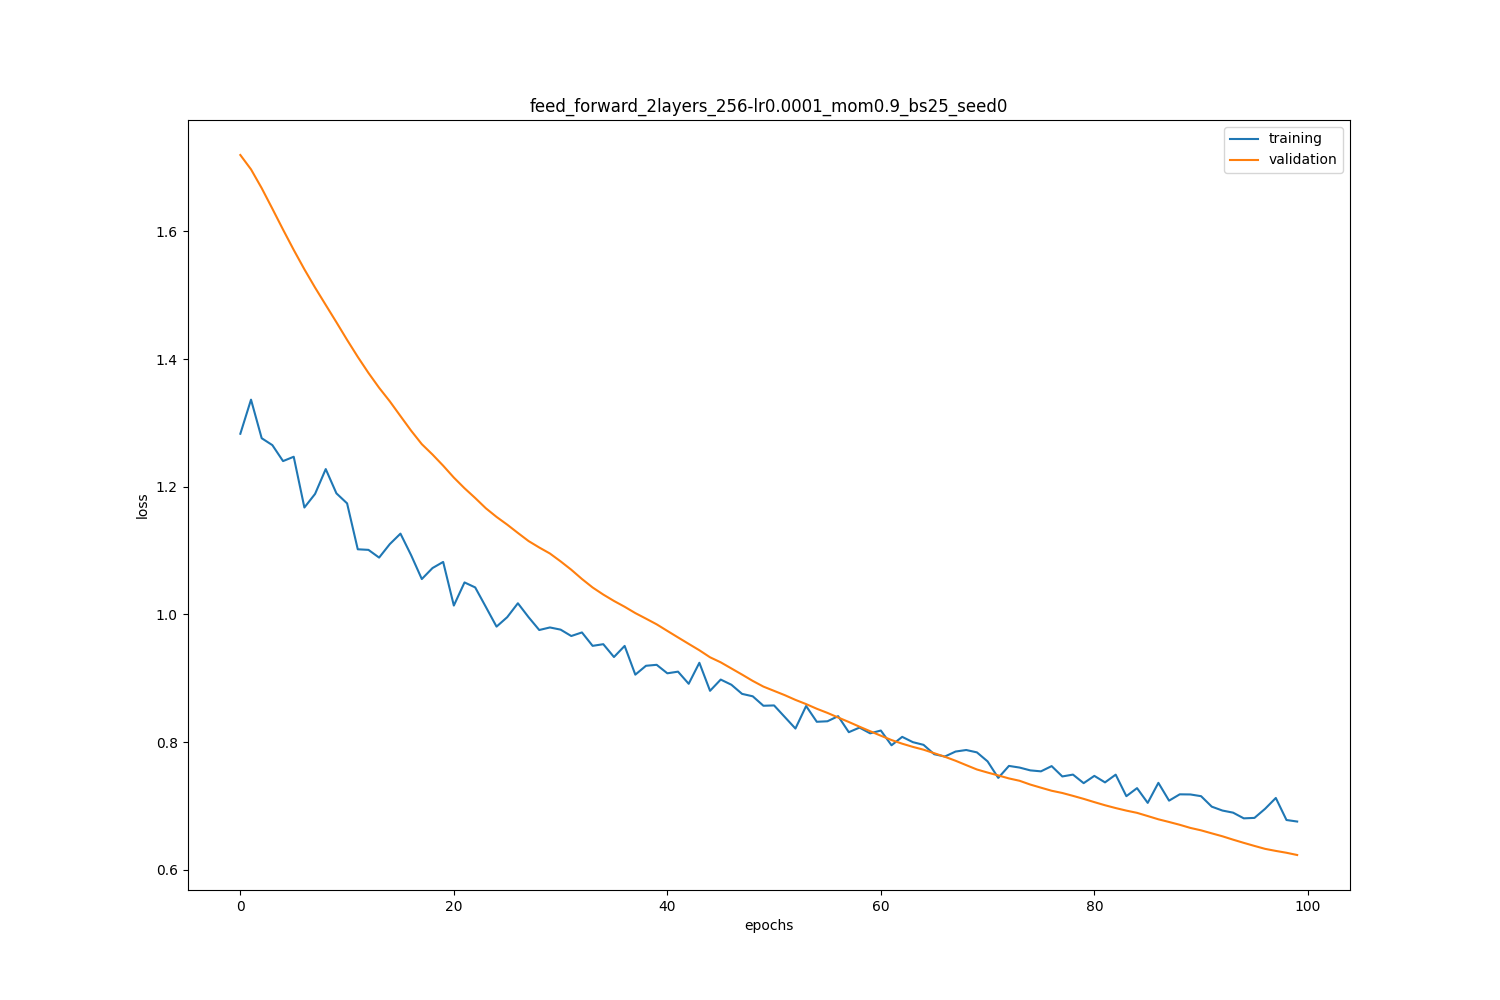 feed_forward_2layers_256-lr0.0001_mom0.9_bs25_seed0
training
validation
1.6
1.4
1.2
1.0
0.8
0.6
loss
0 20 40 60 80 100
epochs